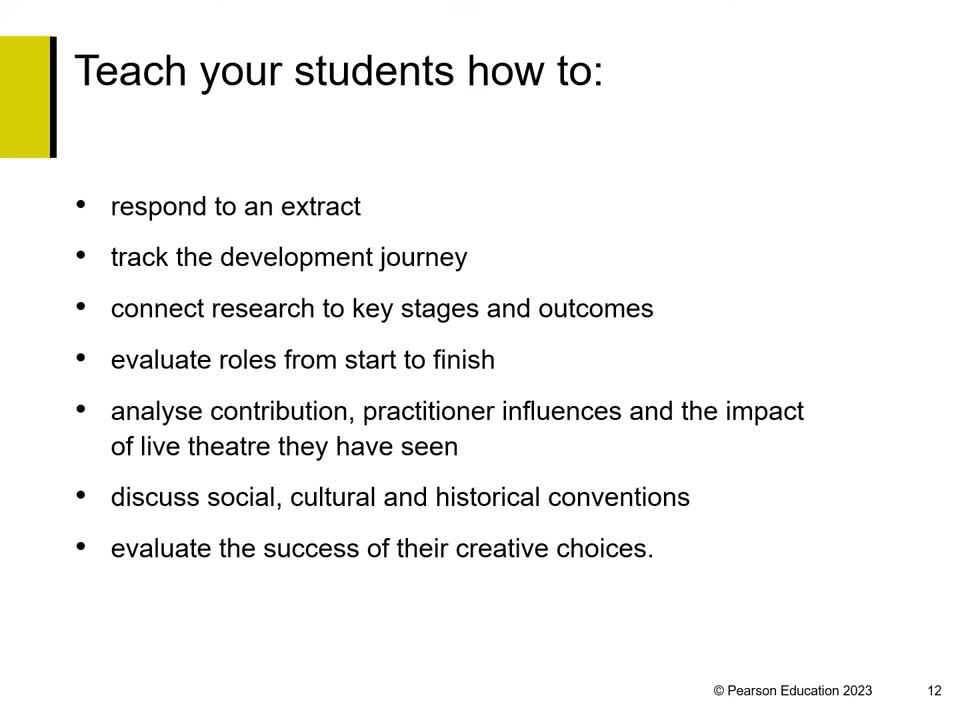 Teach your students how to:
• respond to an extract
• track the development journey
• connect research to key stages and outcomes
• evaluate roles from start to finish
• analyse contribution, practitioner influences and the impact
of live theatre they have seen
• discuss social, cultural and historical conventions
• evaluate the success of their creative choices.
© Pearson Education 2023 12